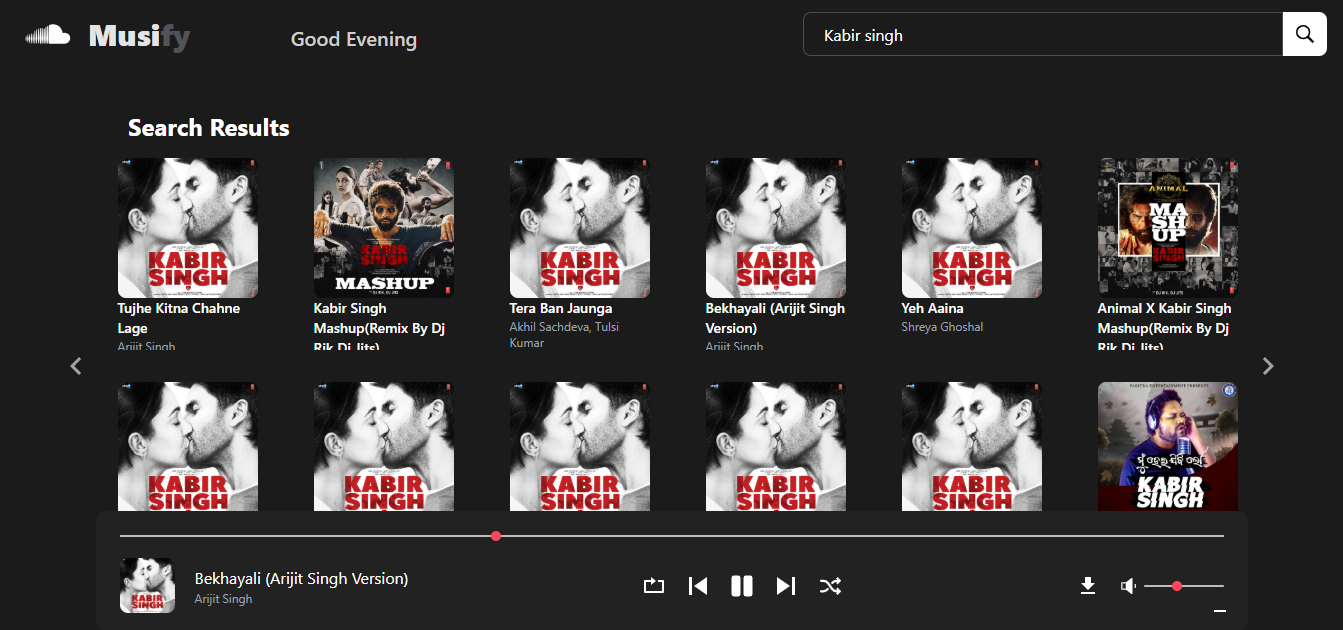 Musify
Good Evening
Kabir singh
Search Results
KABIR
SINGH
KABIR
SINGH
MASHUP
KABIR
SINGH
KABIR
SINGH
KABIR
SINGH
ANIMAL
MA
SH
UP
KABIR
SINGH
Tujhe Kitna Chahne
Lage
Arijit Singh
Kabir Singh
Mashup(Remix By Dj
Rik, Dj Jits)
Tera Ban Jaunga
Akhil Sachdeva, Tulsi
Kumar
Bekhayali (Arijit Singh
Version)
Arijit Singh
Yeh Aaina
Shreya Ghoshal
Animal X Kabir Singh
Mashup(Remix By Dj
Rik, Dj Jits)
KABIR
SINGH
KABIR
SINGH
KABIR
SINGH
KABIR
SINGH
KABIR
SINGH
ମୁଁ ହେଇ ଯିବି ଲୋ
KABIR
SINGH
KABIR
SINGH
Bekhayali (Arijit Singh Version)
Arijit Singh